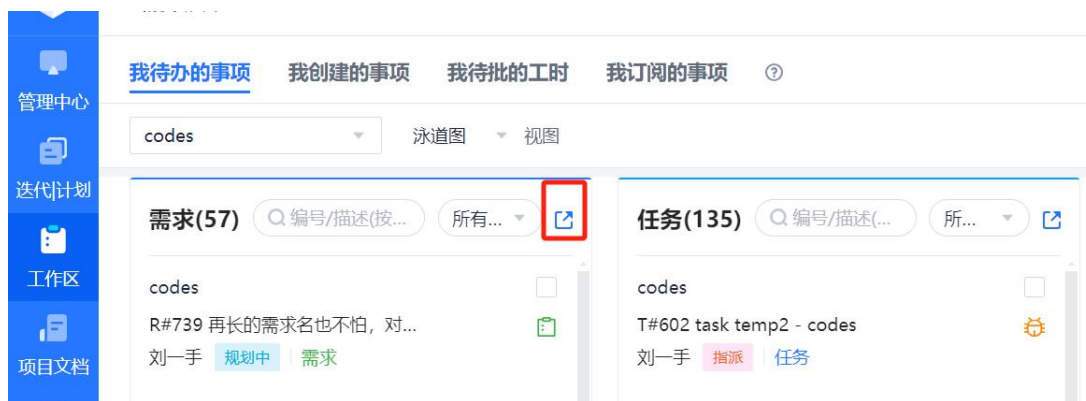 管理中心
迭代|计划
工作区
项目文档
我待办的事项 我创建的事项 我待批的工时 我订阅的事项
codes 泳道图 视图
需求(57) 编号/描述(按... 所有...
codes
R#739 再长的需求名也不怕，对...
刘一手 规划中 需求
任务(135) 编号/描述(... 所...
codes
T#602 task temp2 - codes
刘一手 指派 任务